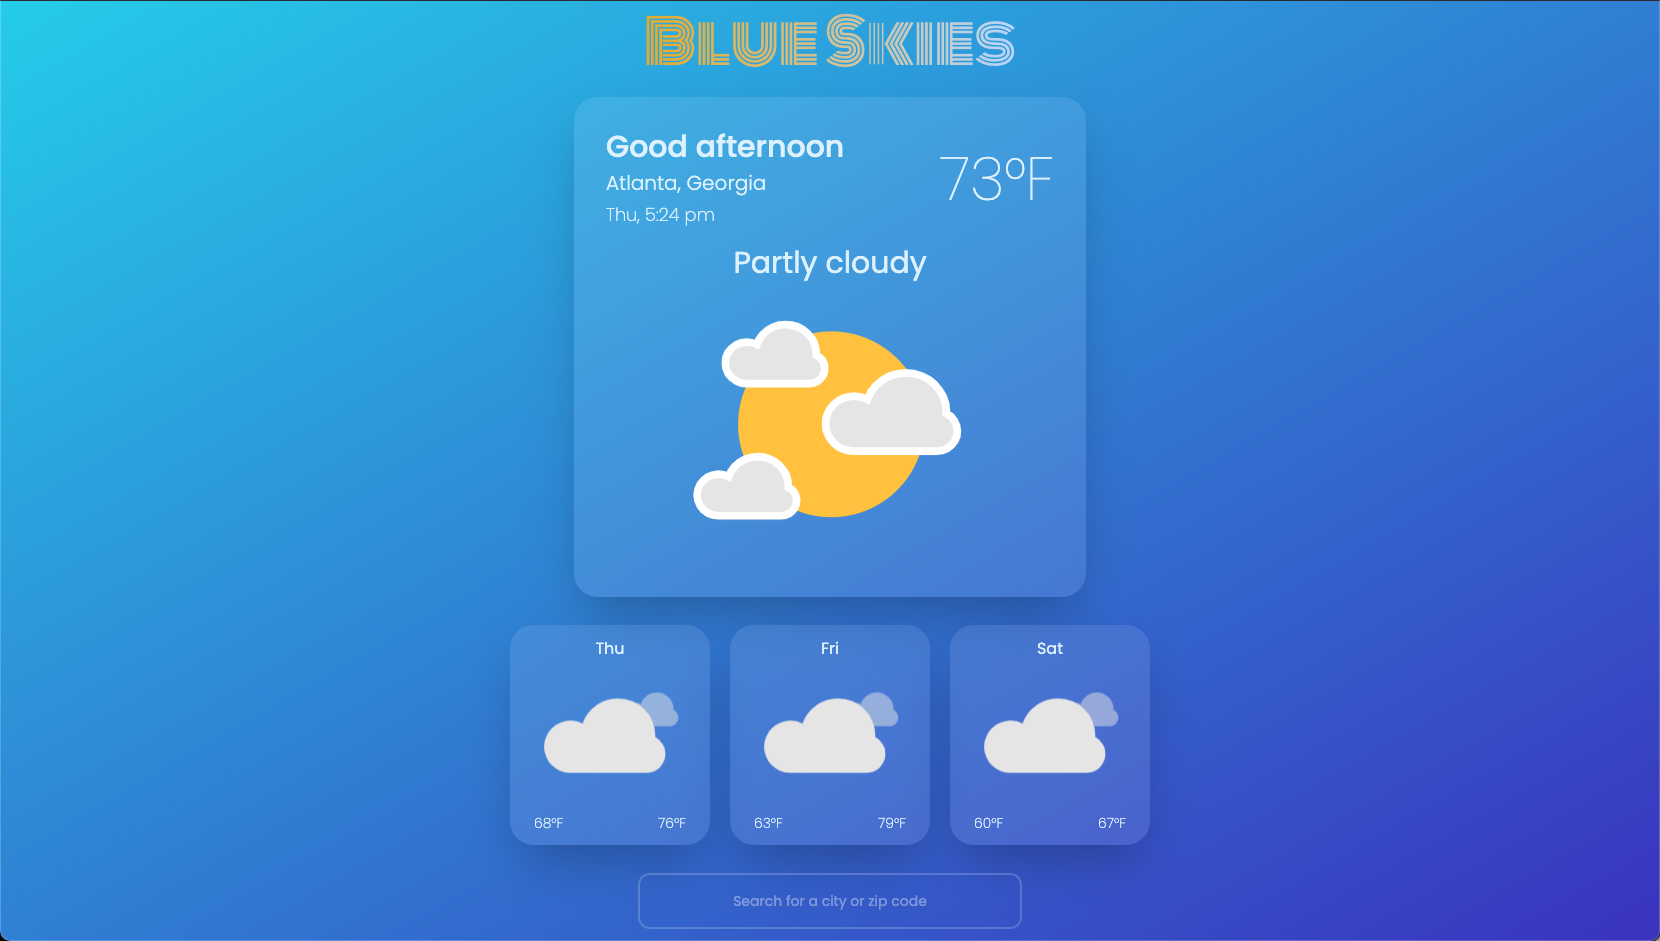 BLUE SKIES
Good afternoon
Atlanta, Georgia
Thu, 5:24 pm
73ºF
Partly cloudy
Thu
68ºF 76ºF
Fri
63ºF 79ºF
Sat
60ºF 67ºF
Search for a city or zip code